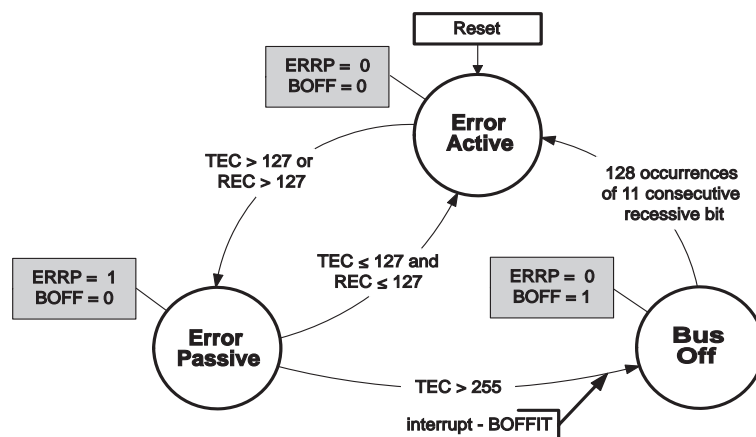 Reset
ERRP = 0
BOFF = 0
Error
Active
TEC > 127 or
REC > 127
128 occurrences
of 11 consecutive
recessive bit
TEC ≤ 127 and
REC ≤ 127
ERRP = 1
BOFF = 0
ERRP = 0
BOFF = 1
Error
Passive
Bus
Off
TEC > 255
interrupt - BOFFIT